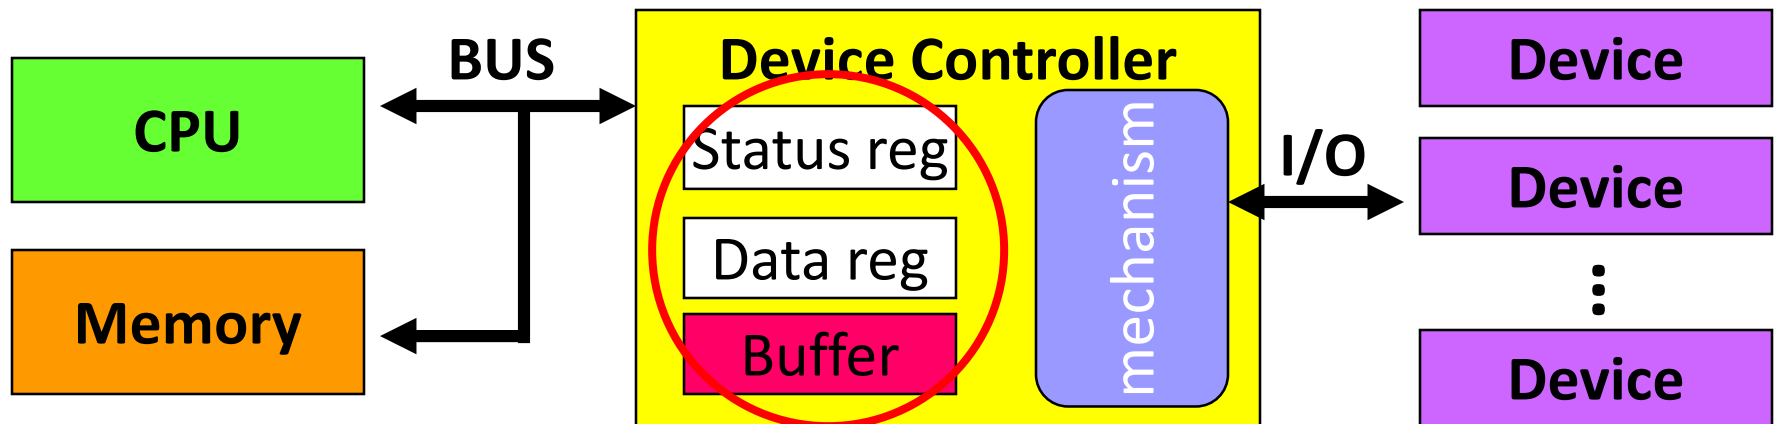 CPU
Memory
BUS
Device Controller
Status reg
Data reg
Buffer
mechanism
I/O
Device
Device
⋮
Device